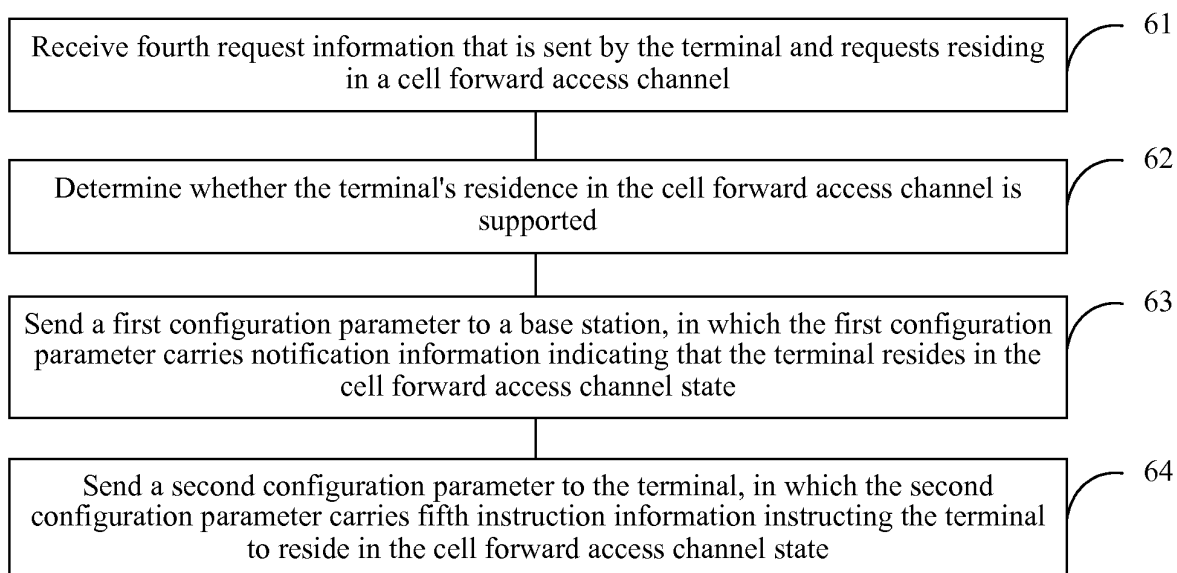 61
Receive fourth request information that is sent by the terminal and requests residing
in a cell forward access channel
62
Determine whether the terminal's residence in the cell forward access channel is
supported
63
Send a first configuration parameter to a base station, in which the first configuration
parameter carries notification information indicating that the terminal resides in the
cell forward access channel state
64
Send a second configuration parameter to the terminal, in which the second
configuration parameter carries fifth instruction information instructing the terminal
to reside in the cell forward access channel state